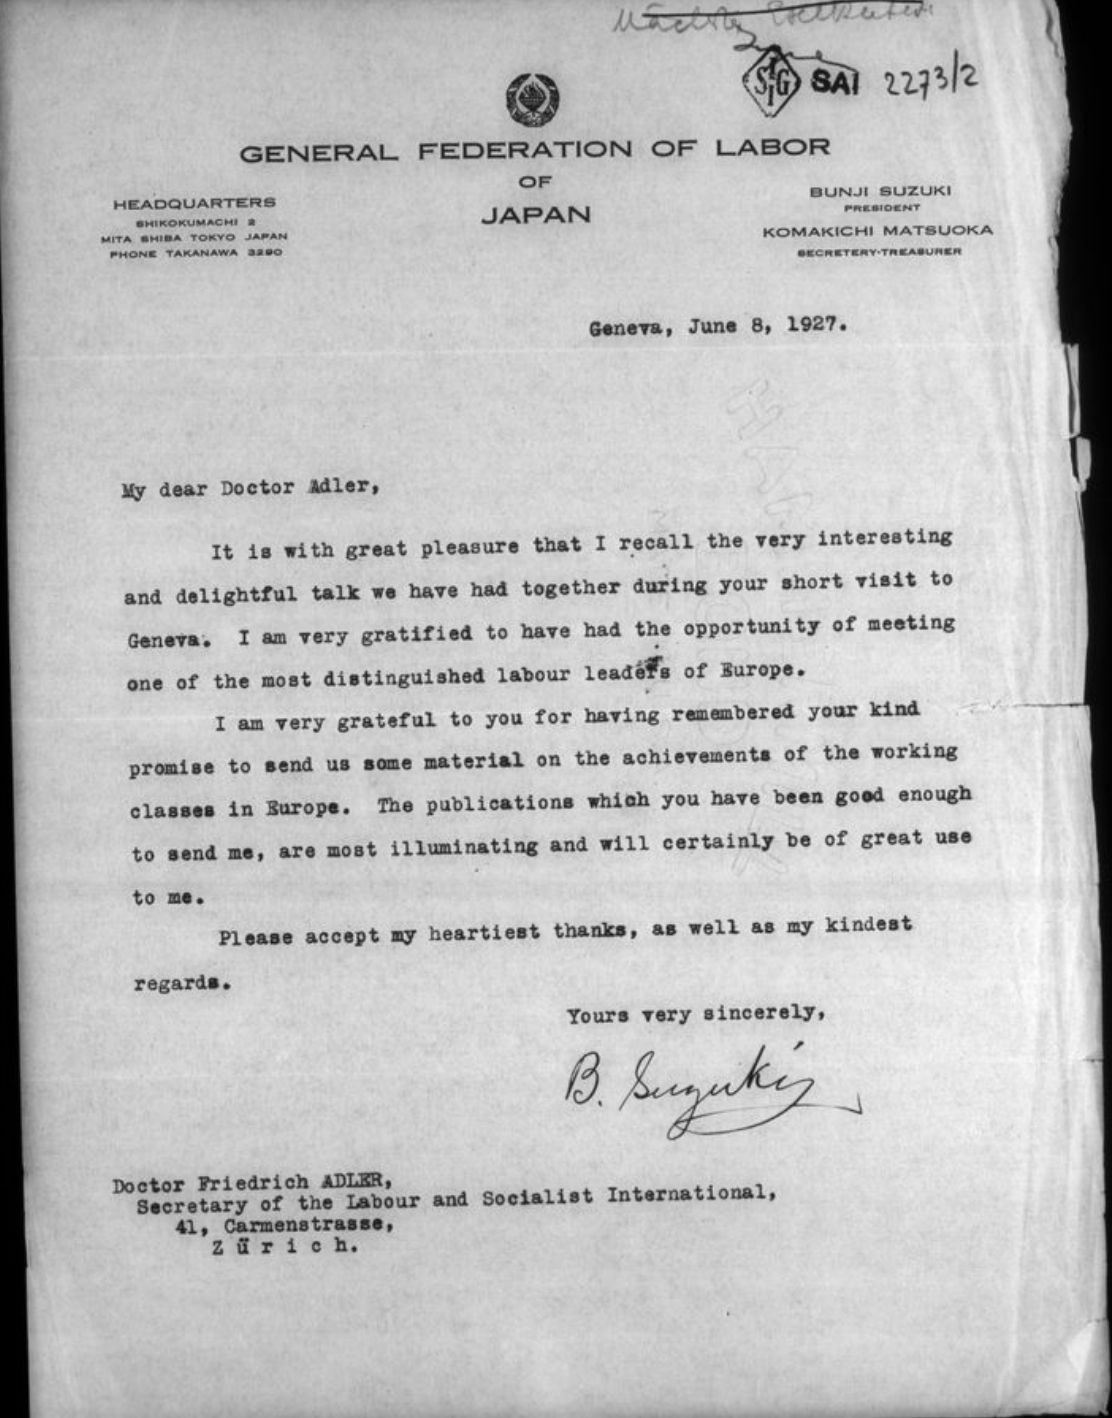 Nächste
SAI 2273/2
GENERAL FEDERATION OF LABOR
OF
JAPAN
HEADQUARTERS
SHIKOKUMACHI 2
MITA SHIBA TOKYO JAPAN
PHONE TAKANAWA 3290
BUNJI SUZUKI
PRESIDENT
KOMAKICHI MATSUOKA
SECRETERY-TREASURER
Geneva, June 8, 1927.
My dear Doctor Adler,
It is with great pleasure that I recall the very interesting
and delightful talk we have had together during your short visit to
Geneva. I am very gratified to have had the opportunity of meeting
one of the most distinguished labour leaders of Europe.
I am very grateful to you for having remembered your kind
promise to send us some material on the achievements of the working
classes in Europe. The publications which you have been good enough
to send me, are most illuminating and will certainly be of great use
to me.
Please accept my heartiest thanks, as well as my kindest
regards.
Yours very sincerely,
B. Suzuki
Doctor Friedrich ADLER,
Secretary of the Labour and Socialist International,
41, Carmenstrasse,
Z ü r i c h.